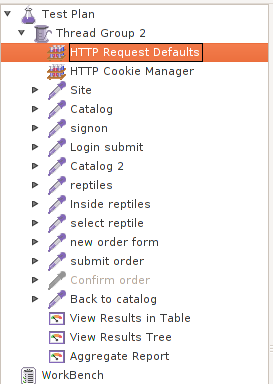 Test Plan
Thread Group 2
HTTP Request Defaults
HTTP Cookie Manager
Site
Catalog
signon
Login submit
Catalog 2
reptiles
Inside reptiles
select reptile
new order form
submit order
Confirm order
Back to catalog
View Results in Table
View Results Tree
Aggregate Report
WorkBench